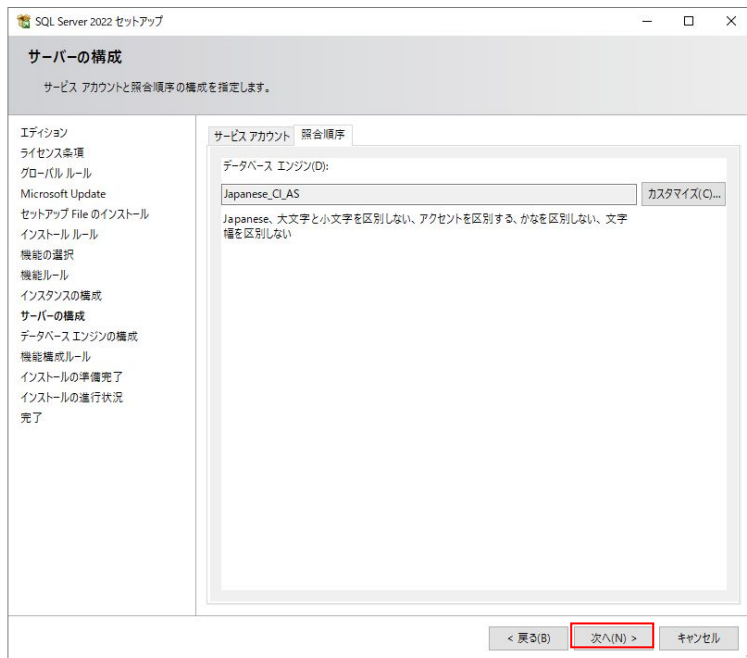 SQL Server 2022 セットアップ
サーバーの構成
サービス アカウントと照合順序の構成を指定します。
エディション
ライセンス条項
グローバル ルール
Microsoft Update
セットアップ File のインストール
インストール ルール
機能の選択
機能ルール
インスタンスの構成
サーバーの構成
データベース エンジンの構成
機能構成ルール
インストールの準備完了
インストールの進行状況
完了
サービス アカウント 照合順序
データベース エンジン(D):
Japanese_CI_AS カスタマイズ(C)...
Japanese、大文字と小文字を区別しない、アクセントを区別する、かなを区別しない、文字
幅を区別しない
< 戻る(B) 次へ(N) > キャンセル